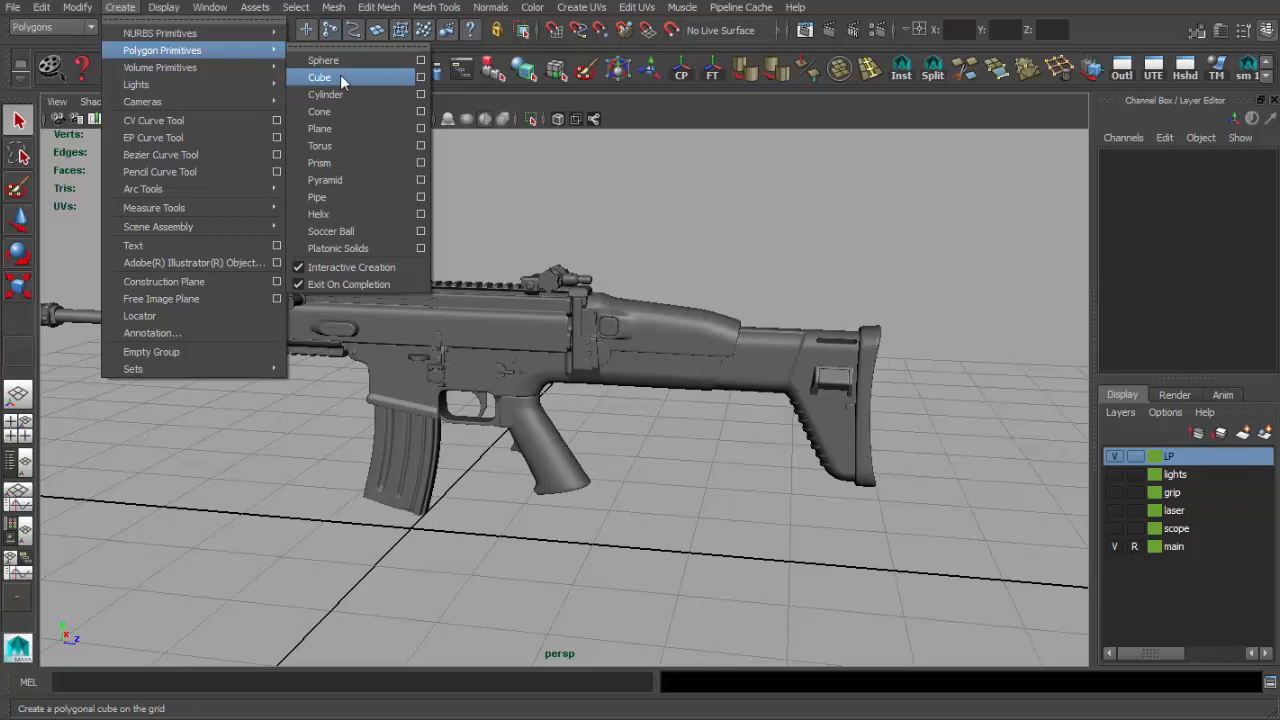 File Edit Modify Create Display Window Assets Select Mesh Edit Mesh Mesh Tools Normals Color Create UVs Edit UVs Muscle Pipeline Cache Help
Polygons
No Live Surface
X:
Y:
Z:
NURBS Primitives
Polygon Primitives
Volume Primitives
Lights
Cameras
CV Curve Tool
EP Curve Tool
Bezier Curve Tool
Pencil Curve Tool
Arc Tools
Measure Tools
Scene Assembly
Text
Adobe(R) Illustrator(R) Object...
Construction Plane
Free Image Plane
Locator
Annotation...
Empty Group
Sets
Sphere
Cube
Cylinder
Cone
Plane
Torus
Prism
Pyramid
Pipe
Helix
Soccer Ball
Platonic Solids
Interactive Creation
Exit On Completion
CP FT Inst Split Outl UTE Hshd TM sm 1
View Shad
Verts:
Edges:
Faces:
Tris:
UVs:
persp
Channel Box / Layer Editor
Channels Edit Object Show
Display Render Anim
Layers Options Help
V LP
lights
grip
laser
scope
V R main
MEL
Create a polygonal cube on the grid